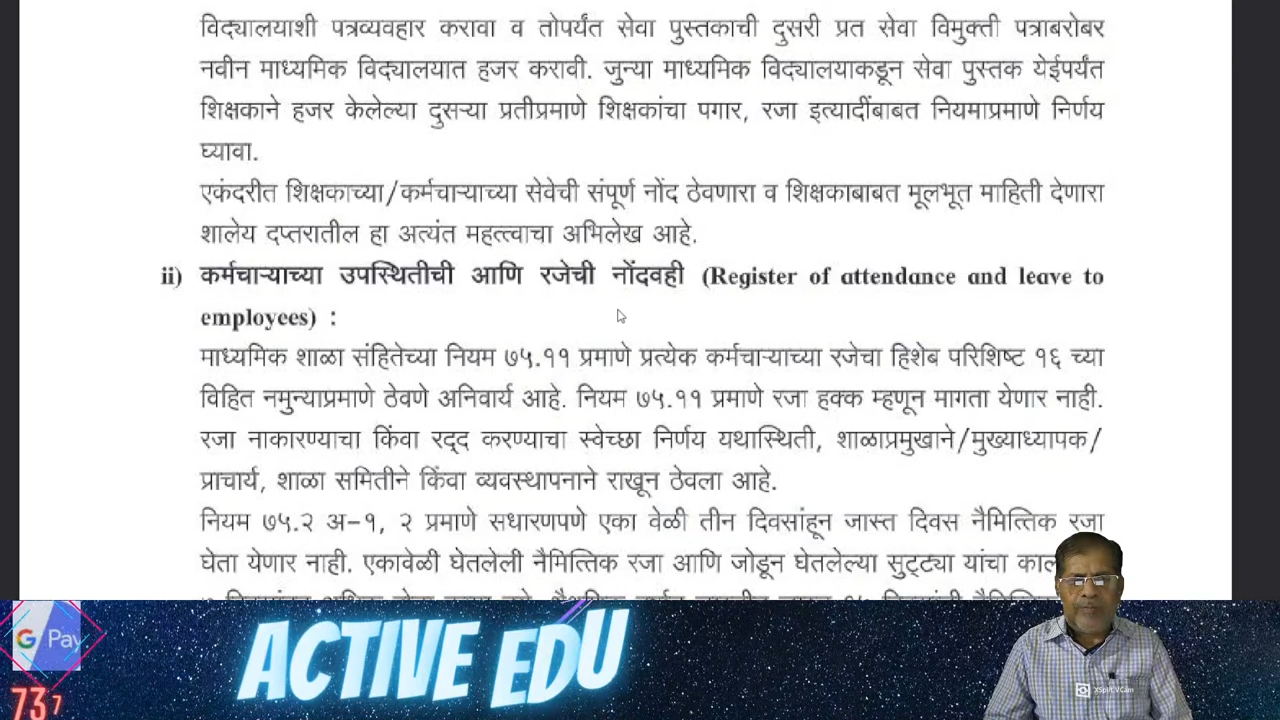 विद्यालयाशी पत्रव्यवहार करावा व तोपर्यंत सेवा पुस्तकाची दुसरी प्रत सेवा विमुक्ती पत्राबरोबर
नवीन माध्यमिक विद्यालयात हजर करावी. जुन्या माध्यमिक विद्यालयाकडून सेवा पुस्तक येईपर्यंत
शिक्षकाने हजर केलेल्या दुसऱ्या प्रतीप्रमाणे शिक्षकांचा पगार, रजा इत्यादींबाबत नियमाप्रमाणे निर्णय
घ्यावा.
एकंदरीत शिक्षकाच्या/कर्मचाऱ्याच्या सेवेची संपूर्ण नोंद ठेवणारा व शिक्षकाबाबत मूलभूत माहिती देणारा
शालेय दप्तरातील हा अत्यंत महत्त्वाचा अभिलेख आहे.
ii) कर्मचाऱ्याच्या उपस्थितीची आणि रजेची नोंदवही (Register of attendance and leave to
employees) :
माध्यमिक शाळा संहितेच्या नियम ७५.११ प्रमाणे प्रत्येक कर्मचाऱ्याच्या रजेचा हिशेब परिशिष्ट १६ च्या
विहित नमुन्याप्रमाणे ठेवणे अनिवार्य आहे. नियम ७५.११ प्रमाणे रजा हक्क म्हणून मागता येणार नाही.
रजा नाकारण्याचा किंवा रद्द करण्याचा स्वेच्छा निर्णय यथास्थिती, शाळाप्रमुखाने/मुख्याध्यापक/
प्राचार्य, शाळा समितीने किंवा व्यवस्थापनाने राखून ठेवला आहे.
नियम ७५.२ अ-१, २ प्रमाणे सधारणपणे एका वेळी तीन दिवसांहून जास्त दिवस नैमित्तिक रजा
घेता येणार नाही. एकावेळी घेतलेली नैमित्तिक रजा आणि जोडून घेतलेल्या सुट्ट्या यांचा काल
G Pay
ACTIVE EDU
737
XSplit VCam